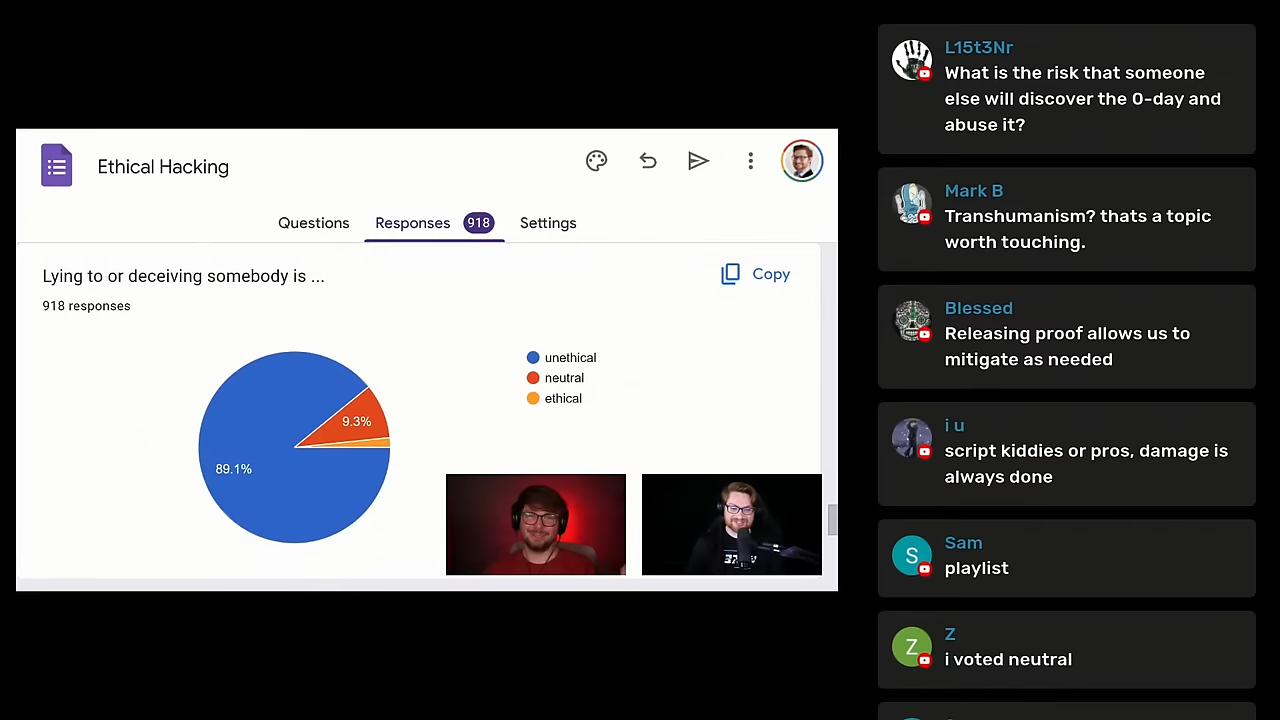 Ethical Hacking
Questions
Responses
918
Settings
Lying to or deceiving somebody is ...
Copy
918 responses
unethical
neutral
ethical
9.3%
89.1%
L15t3Nr
What is the risk that someone
else will discover the 0-day and
abuse it?
Mark B
Transhumanism? thats a topic
worth touching.
Blessed
Releasing proof allows us to
mitigate as needed
i u
script kiddies or pros, damage is
always done
S
Sam
playlist
Z
Z
i voted neutral